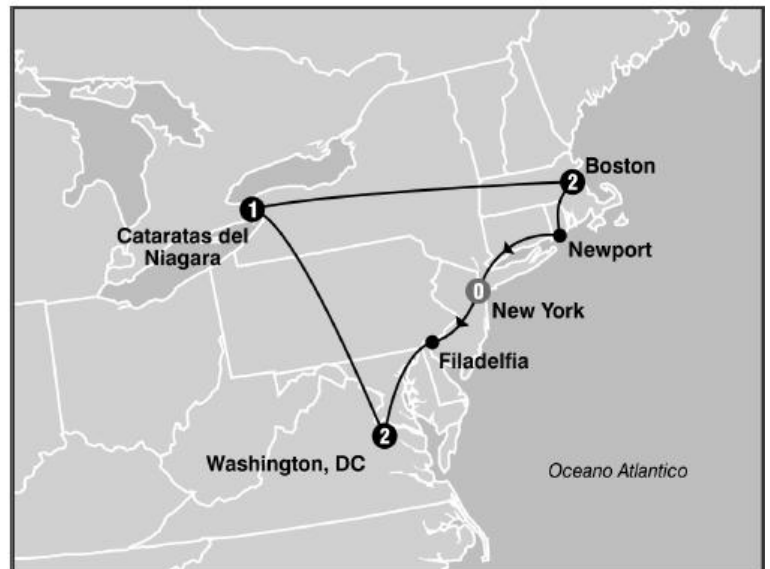 Boston
2
1
Cataratas del
Niagara
Newport
0
New York
Filadelfia
2
Washington, DC
Oceano Atlantico